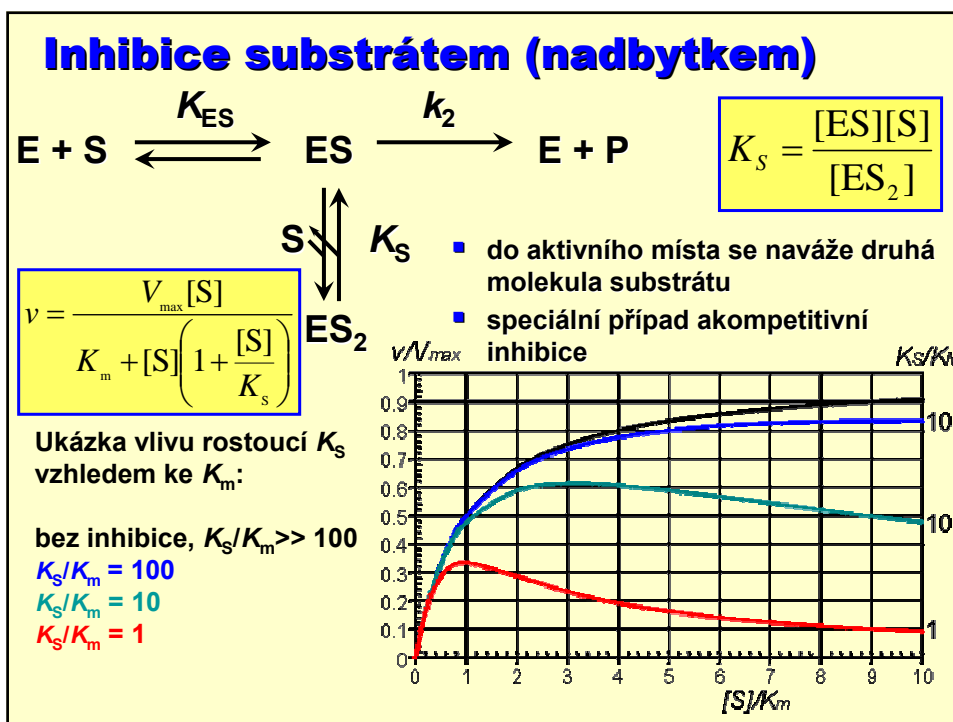 Inhibice substrátem (nadbytkem)
K_ES k_2
E + S ES E + P
K_S = [ES][S] / [ES_2]
S K_S
ES_2
v = V_max[S] / (K_m + [S](1 + [S]/K_S))
do aktivního místa se naváže druhá
molekula substrátu
speciální případ akompetitivní
inhibice
Ukázka vlivu rostoucí K_S
vzhledem ke K_m:
bez inhibice, K_S/K_m>> 100
K_S/K_m = 100
K_S/K_m = 10
K_S/K_m = 1
v/V_max
K_S/K
1
0.9
0.8
0.7
0.6
0.5
0.4
0.3
0.2
0.1
0
10
10
1
0 1 2 3 4 5 6 7 8 9 10
[S]/K_m